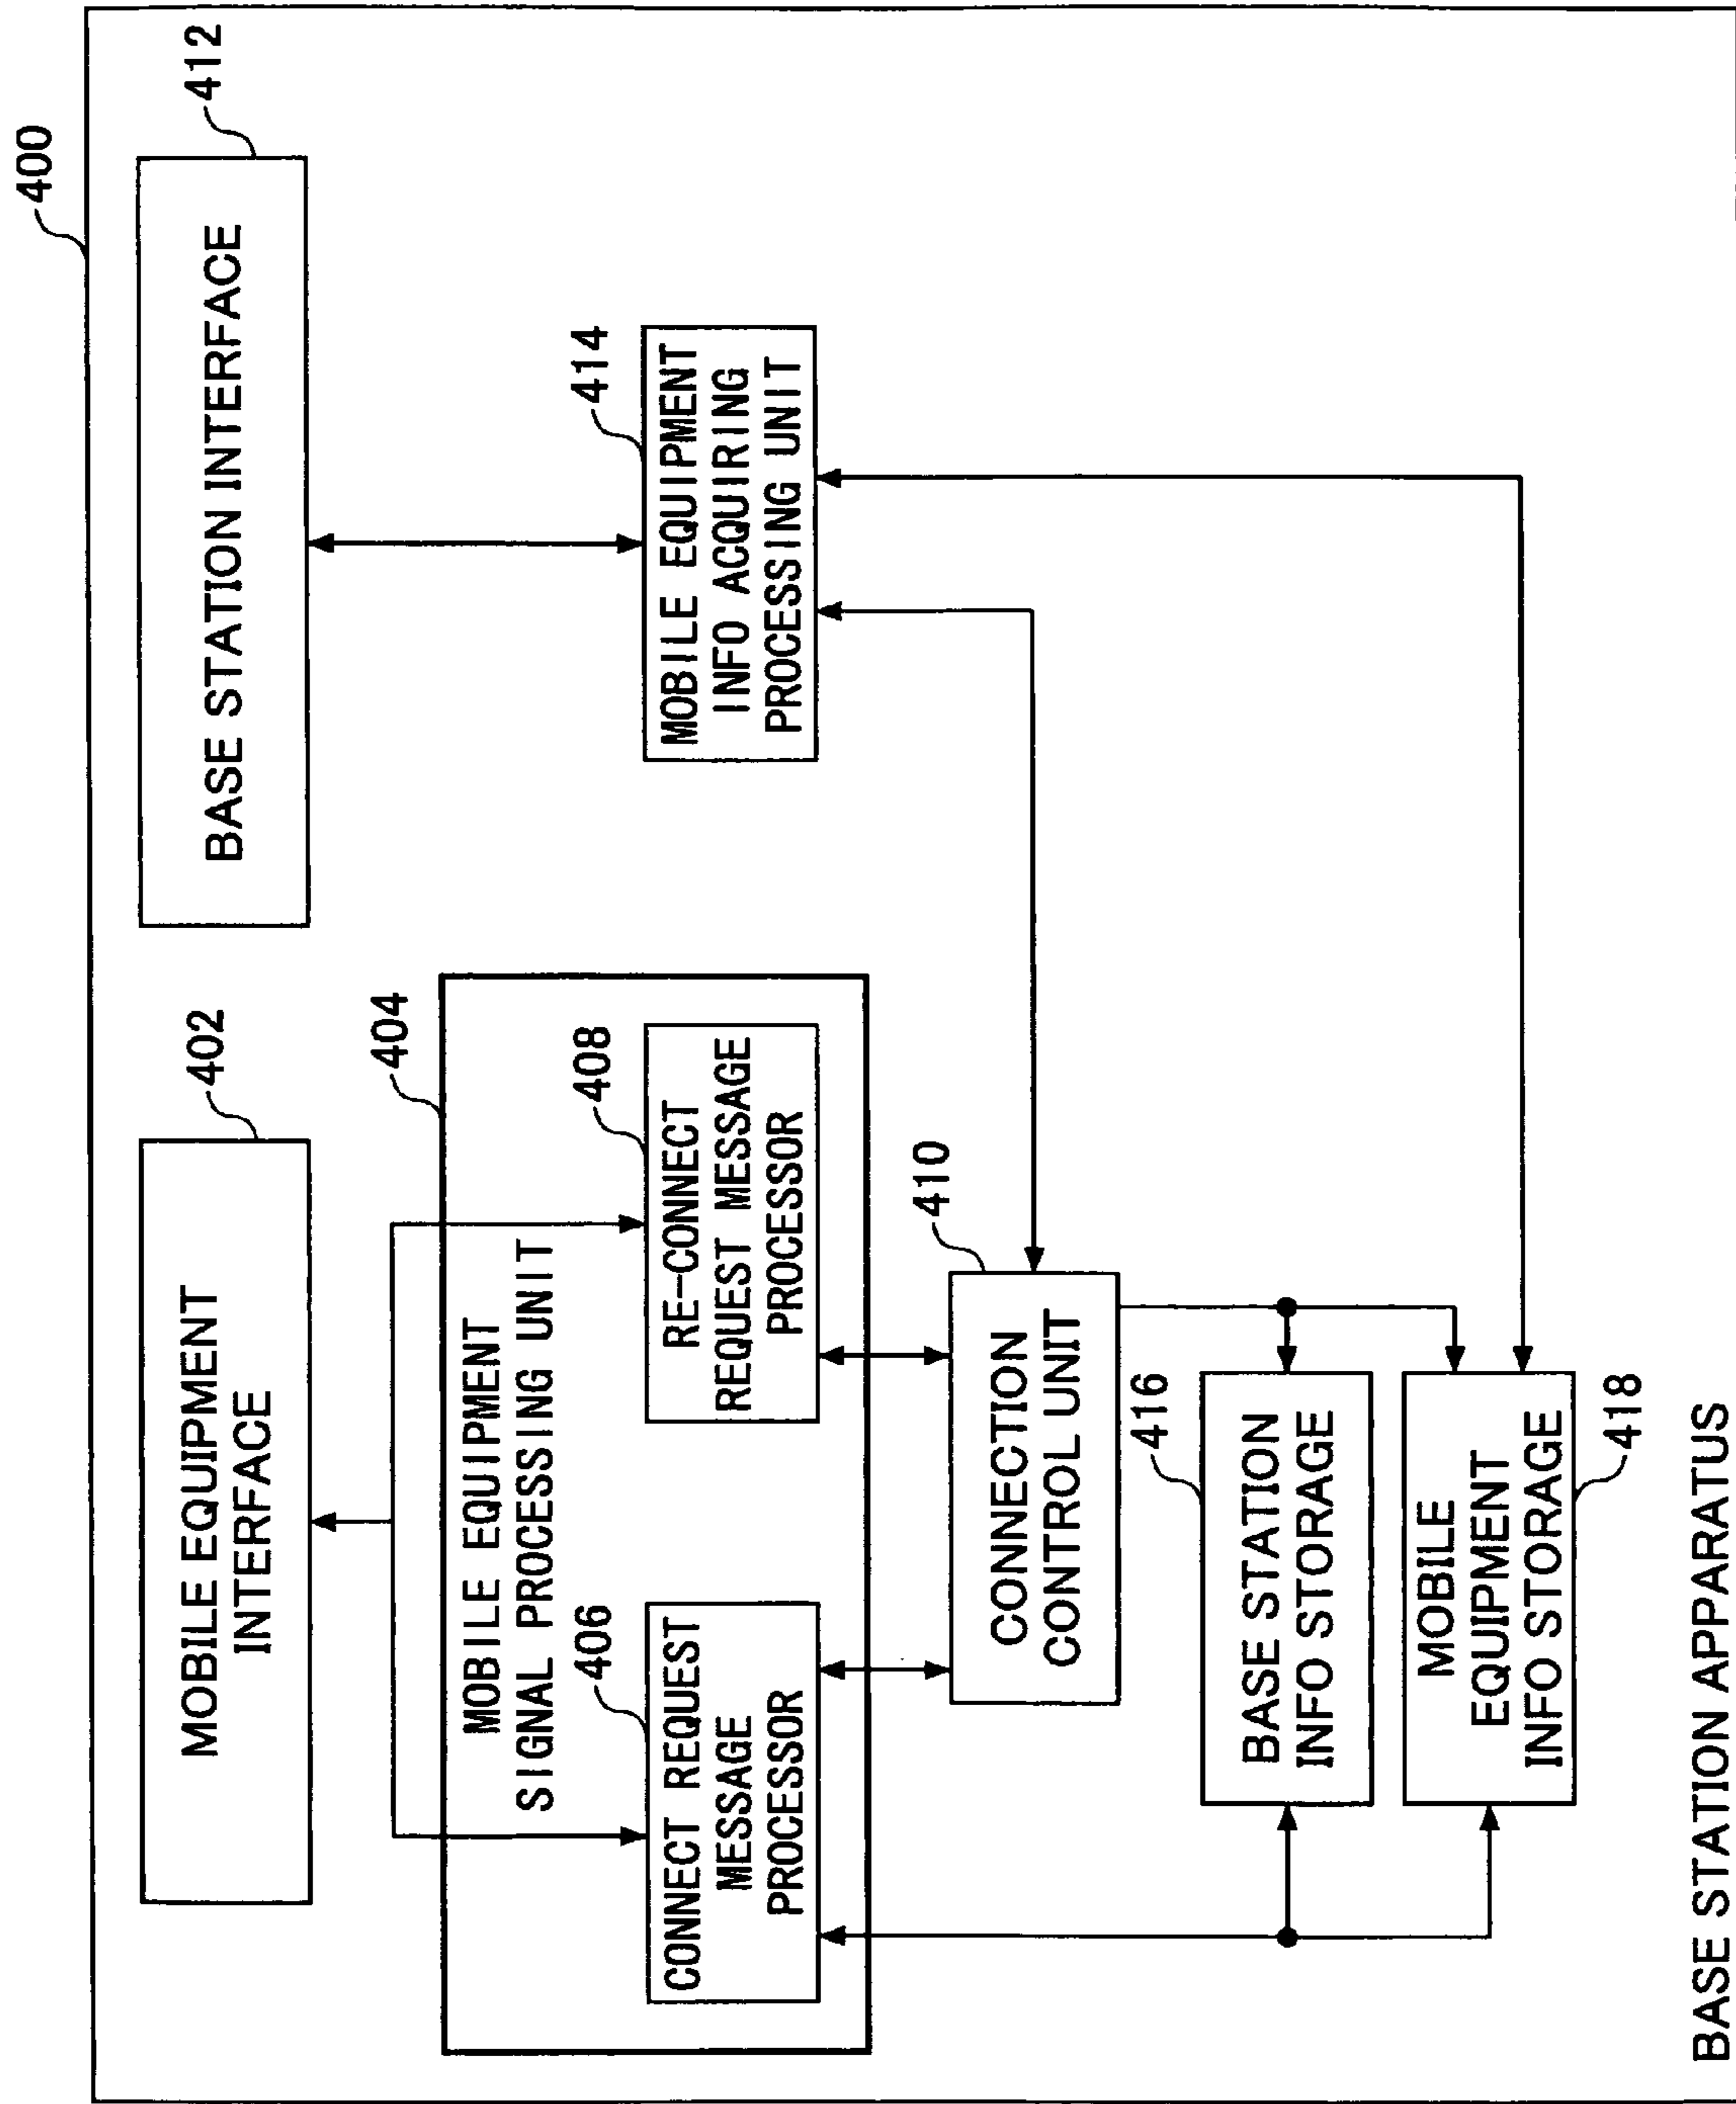 400
MOBILE EQUIPMENT
INTERFACE
402
BASE STATION INTERFACE
412
404
MOBILE EQUIPMENT
SIGNAL PROCESSING UNIT
406
CONNECT REQUEST
MESSAGE
PROCESSOR
408
RE-CONNECT
REQUEST MESSAGE
PROCESSOR
414
MOBILE EQUIPMENT
INFO ACQUIRING
PROCESSING UNIT
410
CONNECTION
CONTROL UNIT
416
BASE STATION
INFO STORAGE
MOBILE
EQUIPMENT
INFO STORAGE
418
BASE STATION APPARATUS